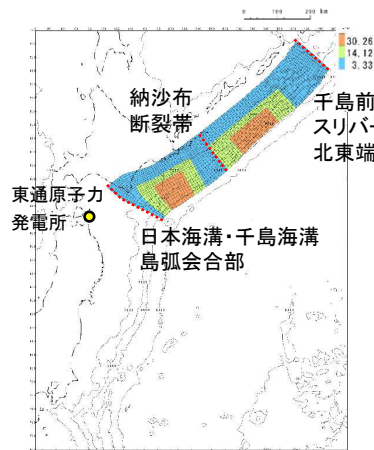 0 100 200 km
30.26
14.12
3.33
納沙布
断裂帯
千島前
スリバー
北東端
東通原子力
発電所
日本海溝・千島海溝
島弧会合部